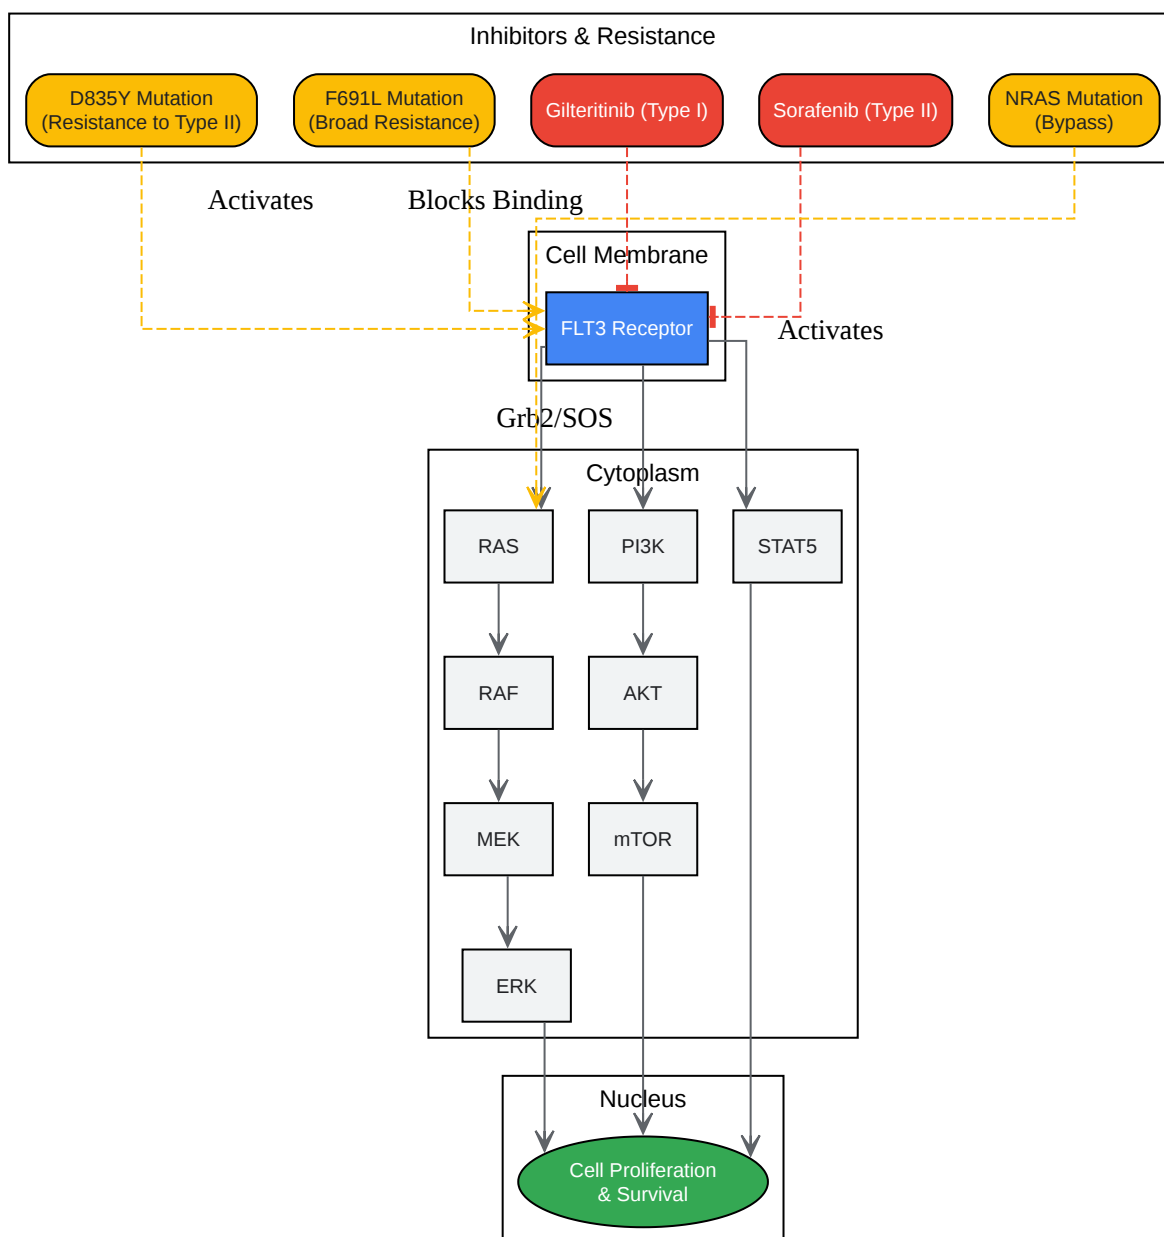 Inhibitors & Resistance
D835Y Mutation
(Resistance to Type II)
F691L Mutation
(Broad Resistance)
Gilteritinib (Type I)
Sorafenib (Type II)
NRAS Mutation
(Bypass)
Activates
Blocks Binding
Cell Membrane
FLT3 Receptor
Activates
Grb2/SOS
Cytoplasm
RAS
PI3K
STAT5
RAF
AKT
MEK
mTOR
ERK
Nucleus
Cell Proliferation
& Survival